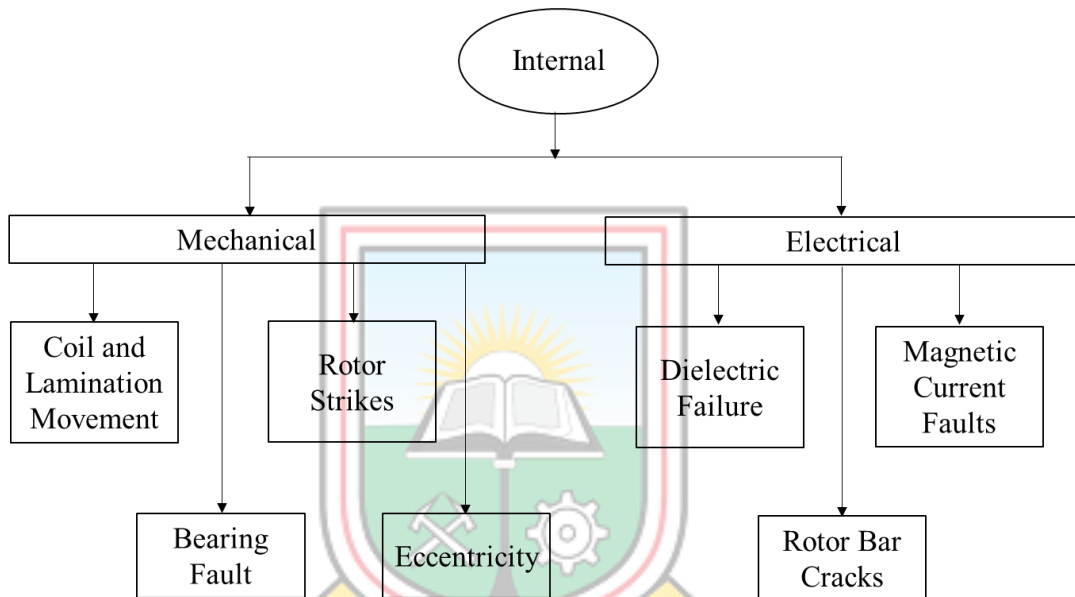 Internal
Mechanical
Electrical
Coil and
Lamination
Movement
Rotor
Strikes
Dielectric
Failure
Magnetic
Current
Faults
Bearing
Fault
Eccentricity
Rotor Bar
Cracks